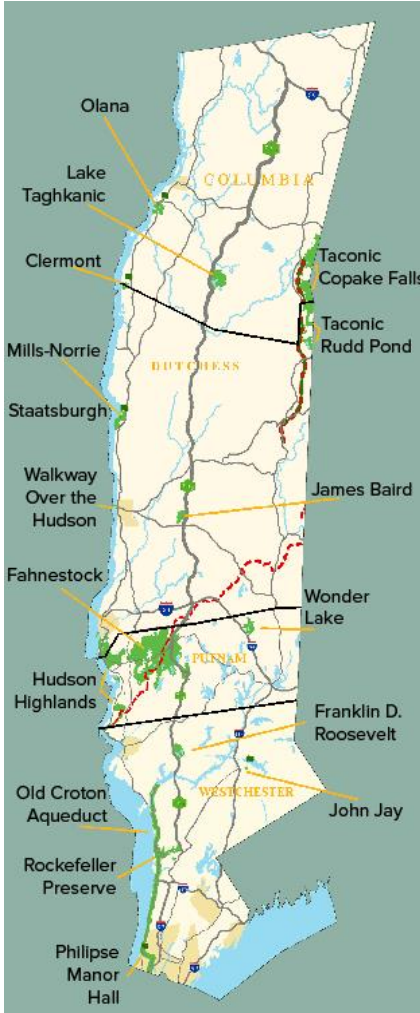 Olana
COLUMBIA
Lake
Taghkanic
Clermont
Taconic
Copake Falls
Taconic
Rudd Pond
Mills-Norrie
DUTCHESS
Staatsburgh
Walkway
Over the
Hudson
James Baird
Fahnestock
Wonder
Lake
PUTNAM
Hudson
Highlands
Franklin D.
Roosevelt
Old Croton
Aqueduct
WESTCHESTER
John Jay
Rockefeller
Preserve
Philipse
Manor
Hall